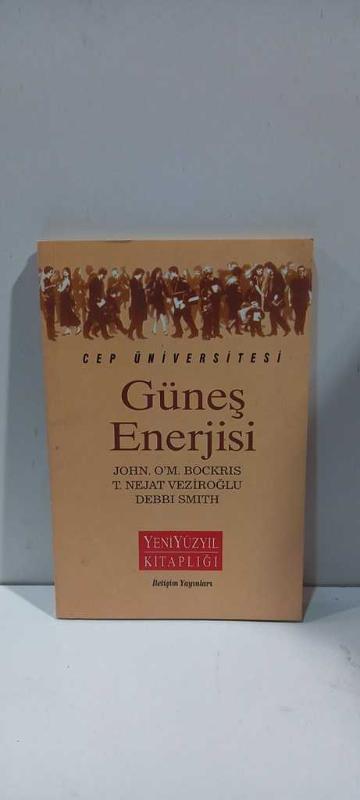 CEP ÜNİVERSİTESİ
Güneş
Enerjisi
JOHN. O'M. BOCKRIS
T. NEJAT VEZİROĞLU
DEBBI SMITH
YENİYÜZYIL
KİTAPLIĞI
İletişim Yayınları